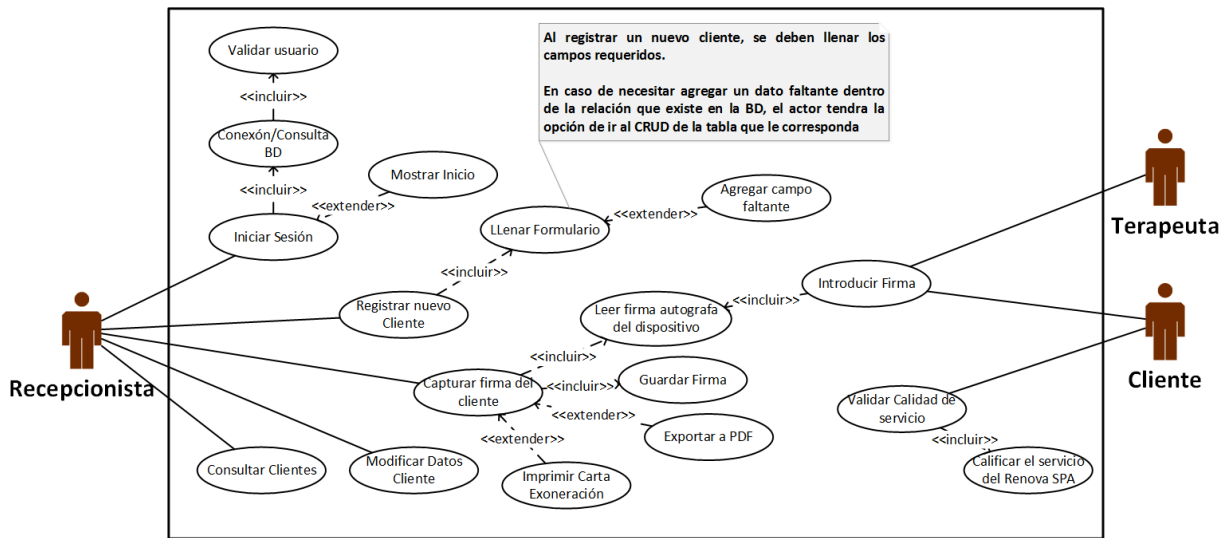 Al registrar un nuevo cliente, se deben llenar los
campos requeridos.
En caso de necesitar agregar un dato faltante dentro
de la relación que existe en la BD, el actor tendra la
opción de ir al CRUD de la tabla que le corresponda
Validar usuario
<<incluir>>
Conexón/Consulta
BD
<<incluir>>
Mostrar Inicio
<<extender>>
Iniciar Sesión
LLenar Formulario
<<extender>>
Agregar campo
faltante
Terapeuta
<<incluir>>
Registrar nuevo
Cliente
Leer firma autografa
del dispositivo
<<incluir>>
Introducir Firma
Recepcionista
Cliente
<<incluir>>
Capturar firma del
cliente
<<incluir>>
Guardar Firma
<<extender>>
Exportar a PDF
<<extender>>
Imprimir Carta
Exoneración
Consultar Clientes
Modificar Datos
Cliente
Validar Calidad de
servicio
<<incluir>>
Calificar el servicio
del Renova SPA